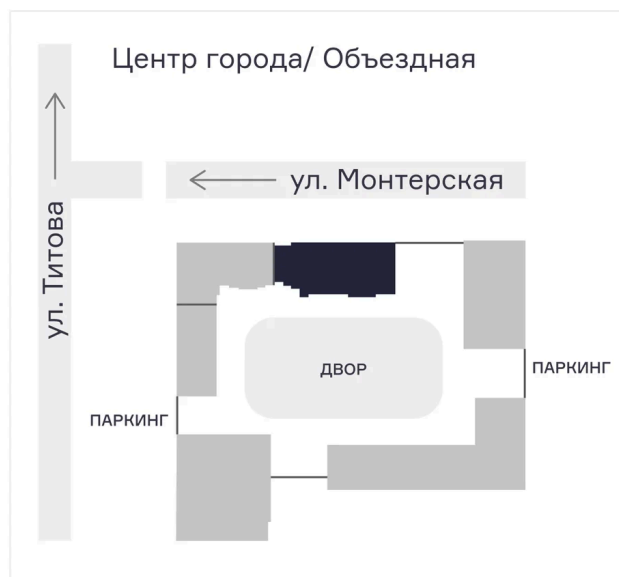 Центр города/ Объездная
ул. Монтерская
ул. Титова
ДВОР
ПАРКИНГ
ПАРКИНГ